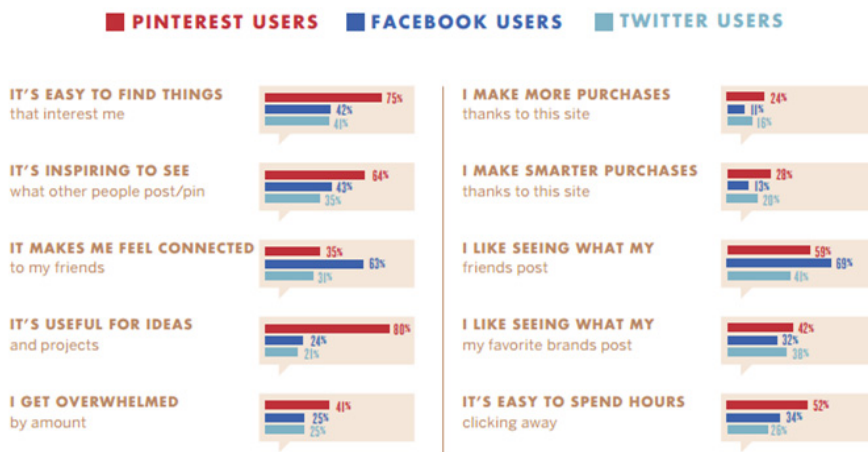 PINTEREST USERS FACEBOOK USERS TWITTER USERS
IT'S EASY TO FIND THINGS
that interest me
75%
42%
41%
IT'S INSPIRING TO SEE
what other people post/pin
64%
43%
35%
IT MAKES ME FEEL CONNECTED
to my friends
35%
63%
31%
IT'S USEFUL FOR IDEAS
and projects
80%
24%
21%
I GET OVERWHELMED
by amount
41%
25%
25%
I MAKE MORE PURCHASES
thanks to this site
24%
11%
16%
I MAKE SMARTER PURCHASES
thanks to this site
28%
13%
20%
I LIKE SEEING WHAT MY
friends post
59%
69%
41%
I LIKE SEEING WHAT MY
my favorite brands post
42%
32%
38%
IT'S EASY TO SPEND HOURS
clicking away
52%
34%
26%